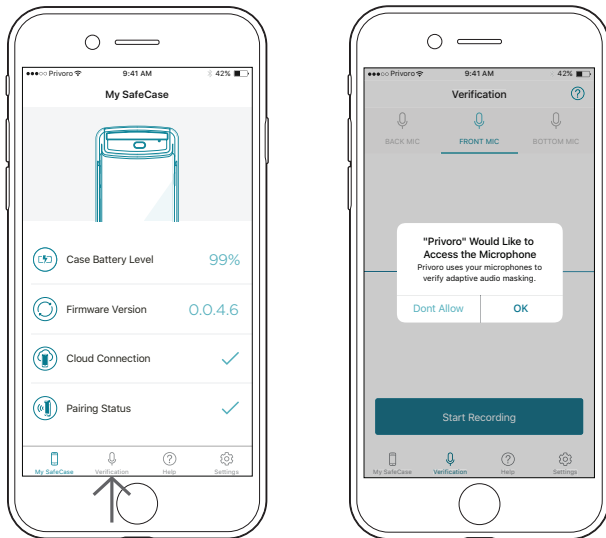 ●●●○○ Privoro 9:41 AM 42%
My SafeCase
Case Battery Level 99%
Firmware Version 0.0.4.6
Cloud Connection
Pairing Status
My SafeCase Verification Help Settings
●●●○○ Privoro 9:41 AM 42%
Verification ?
BACK MIC FRONT MIC BOTTOM MIC
"Privoro" Would Like to
Access the Microphone
Privoro uses your microphones to
verify adaptive audio masking.
Dont Allow OK
Start Recording
My SafeCase Verification Help Settings